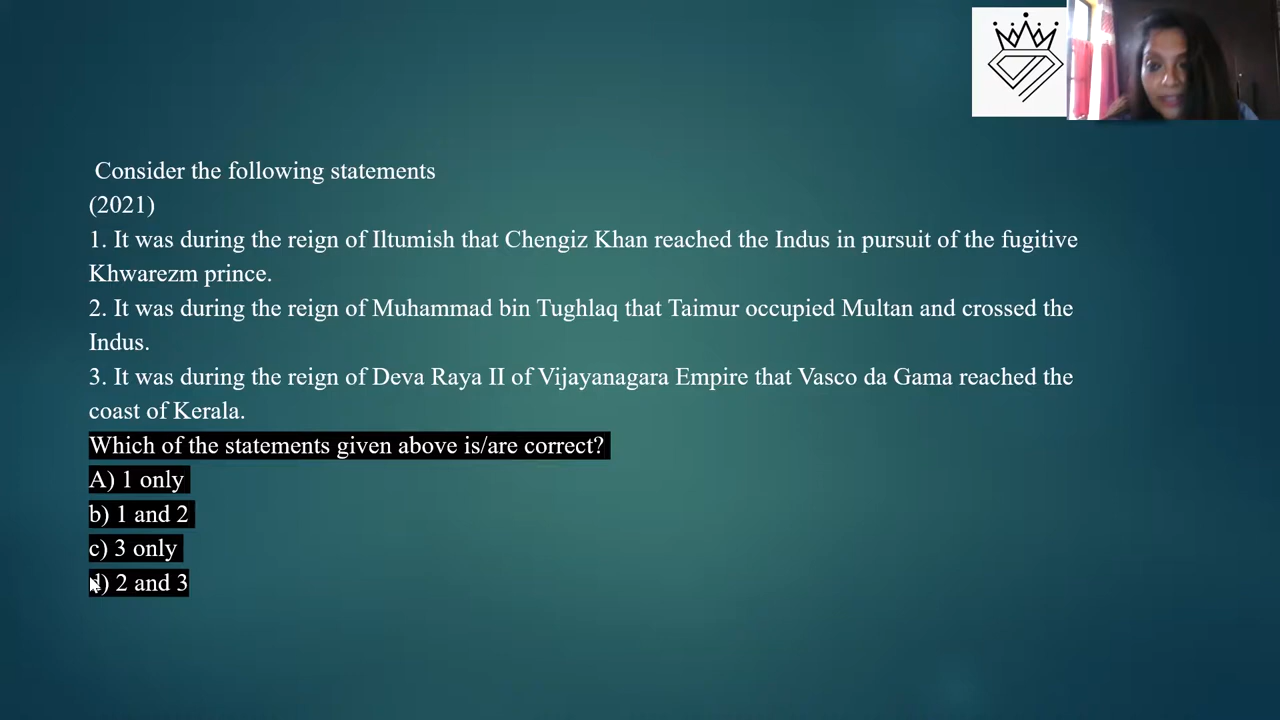 Consider the following statements
(2021)
1. It was during the reign of Iltumish that Chengiz Khan reached the Indus in pursuit of the fugitive
Khwarezm prince.
2. It was during the reign of Muhammad bin Tughlaq that Taimur occupied Multan and crossed the
Indus.
3. It was during the reign of Deva Raya II of Vijayanagara Empire that Vasco da Gama reached the
coast of Kerala.
Which of the statements given above is/are correct?
A) 1 only
b) 1 and 2
c) 3 only
d) 2 and 3